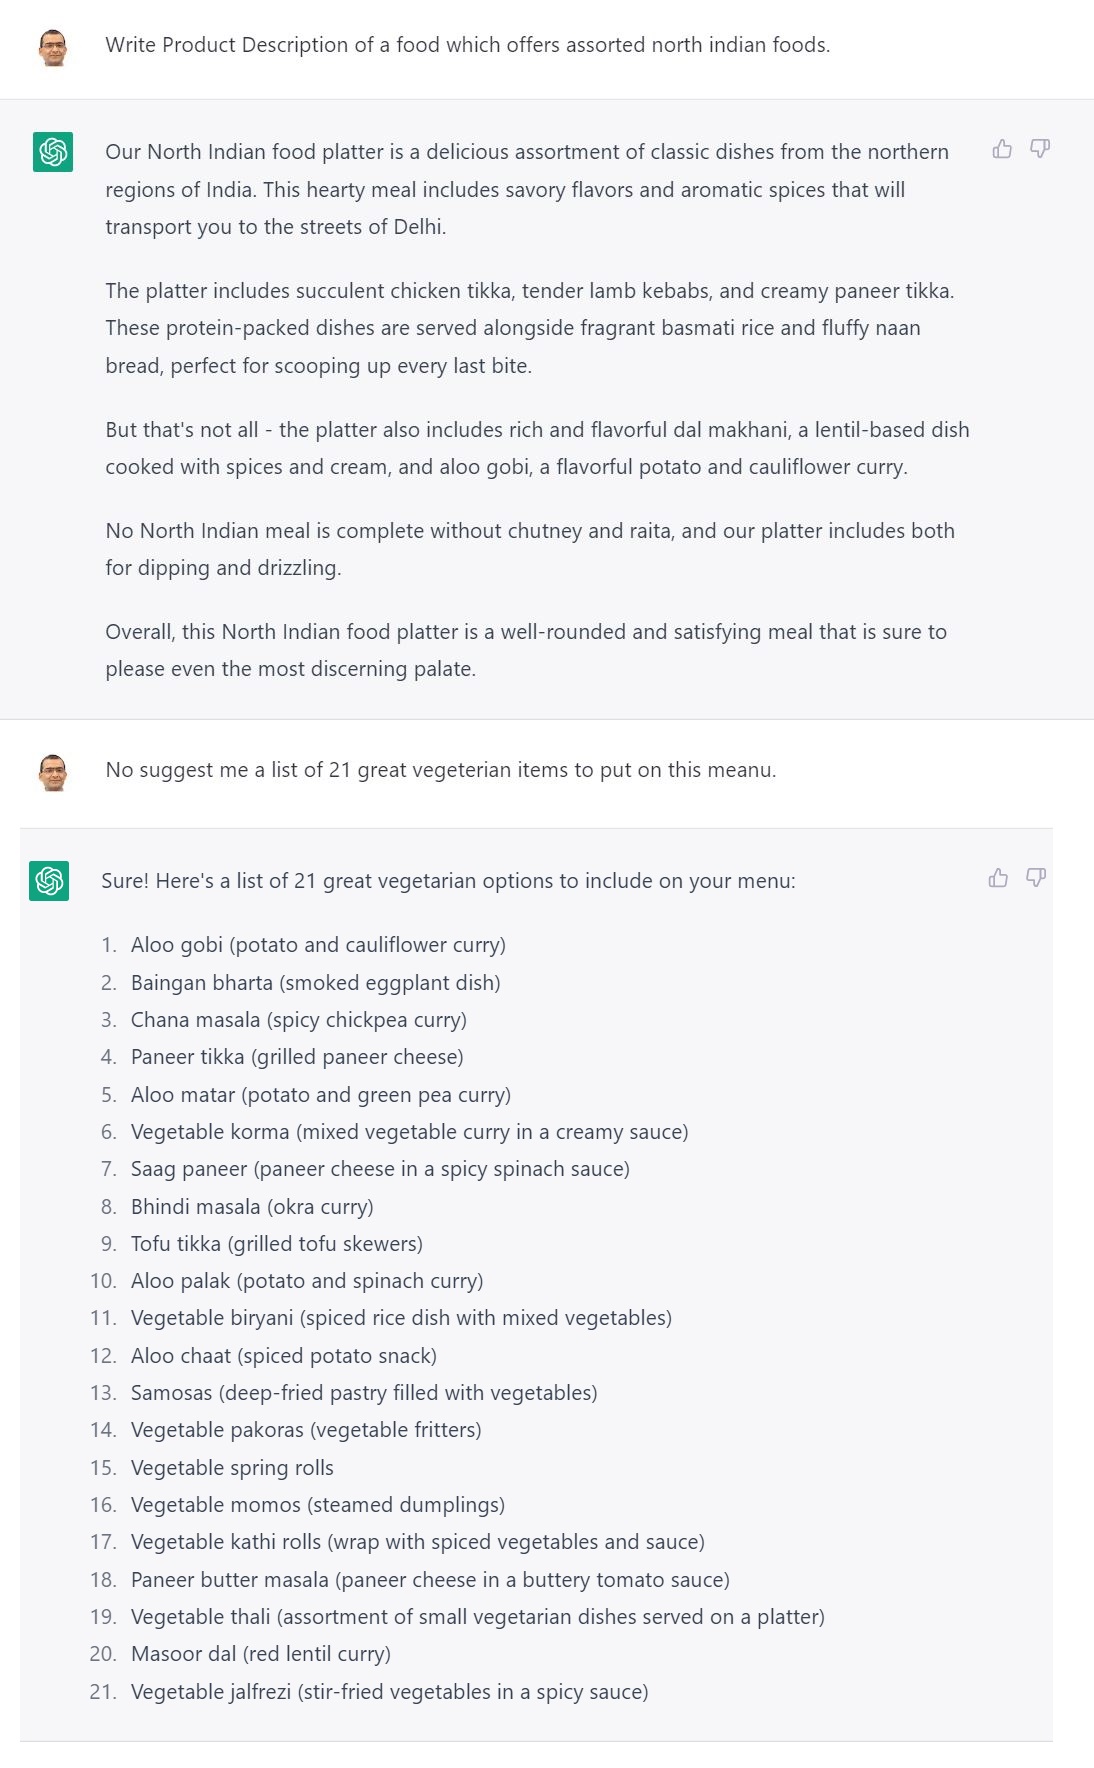 Write Product Description of a food which offers assorted north indian foods.
Our North Indian food platter is a delicious assortment of classic dishes from the northern
regions of India. This hearty meal includes savory flavors and aromatic spices that will
transport you to the streets of Delhi.
The platter includes succulent chicken tikka, tender lamb kebabs, and creamy paneer tikka.
These protein-packed dishes are served alongside fragrant basmati rice and fluffy naan
bread, perfect for scooping up every last bite.
But that's not all - the platter also includes rich and flavorful dal makhani, a lentil-based dish
cooked with spices and cream, and aloo gobi, a flavorful potato and cauliflower curry.
No North Indian meal is complete without chutney and raita, and our platter includes both
for dipping and drizzling.
Overall, this North Indian food platter is a well-rounded and satisfying meal that is sure to
please even the most discerning palate.
No suggest me a list of 21 great vegeterian items to put on this meanu.
Sure! Here's a list of 21 great vegetarian options to include on your menu:
1. Aloo gobi (potato and cauliflower curry)
2. Baingan bharta (smoked eggplant dish)
3. Chana masala (spicy chickpea curry)
4. Paneer tikka (grilled paneer cheese)
5. Aloo matar (potato and green pea curry)
6. Vegetable korma (mixed vegetable curry in a creamy sauce)
7. Saag paneer (paneer cheese in a spicy spinach sauce)
8. Bhindi masala (okra curry)
9. Tofu tikka (grilled tofu skewers)
10. Aloo palak (potato and spinach curry)
11. Vegetable biryani (spiced rice dish with mixed vegetables)
12. Aloo chaat (spiced potato snack)
13. Samosas (deep-fried pastry filled with vegetables)
14. Vegetable pakoras (vegetable fritters)
15. Vegetable spring rolls
16. Vegetable momos (steamed dumplings)
17. Vegetable kathi rolls (wrap with spiced vegetables and sauce)
18. Paneer butter masala (paneer cheese in a buttery tomato sauce)
19. Vegetable thali (assortment of small vegetarian dishes served on a platter)
20. Masoor dal (red lentil curry)
21. Vegetable jalfrezi (stir-fried vegetables in a spicy sauce)